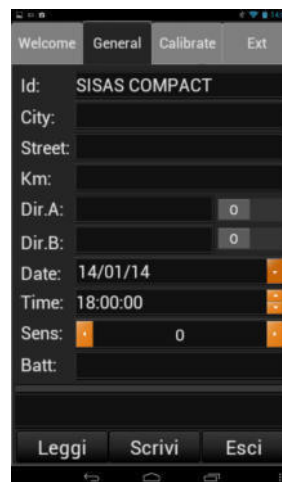 Welcome General Calibrate Ext
Id: SISAS COMPACT
City:
Street:
Km:
Dir.A: 0
Dir.B: 0
Date: 14/01/14
Time: 18:00:00
Sens: 0
Batt:
Leggi Scrivi Esci